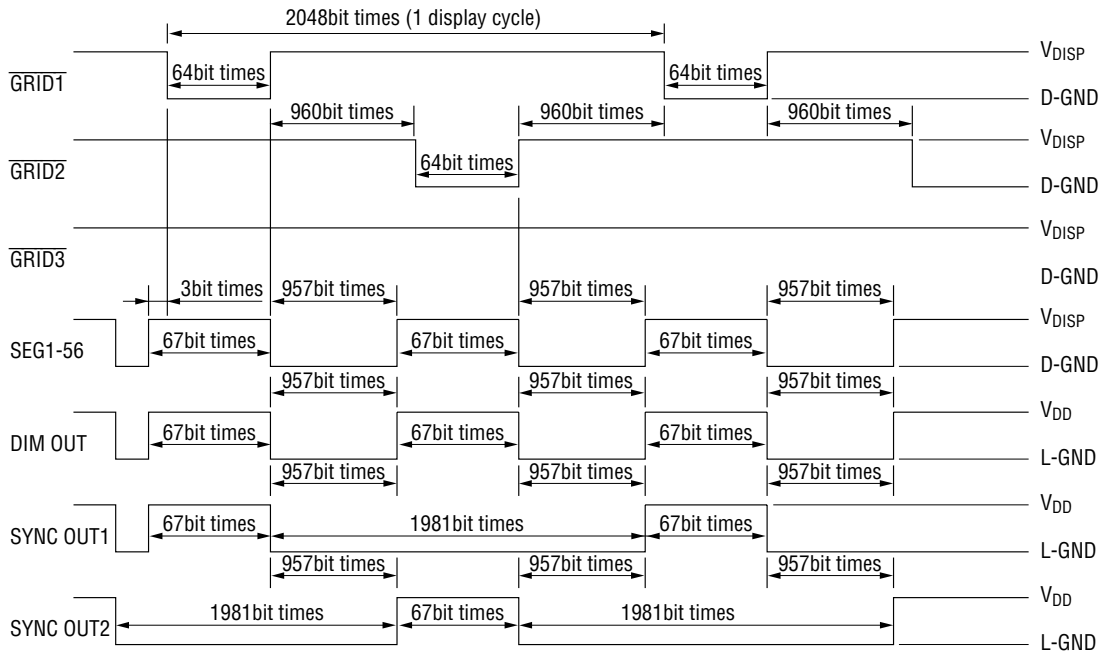 2048bit times (1 display cycle)
VDISP
GRID1 64bit times 64bit times
D-GND
960bit times 960bit times 960bit times
VDISP
GRID2 64bit times
D-GND
VDISP
GRID3
D-GND
3bit times 957bit times 957bit times 957bit times
VDISP
SEG1-56 67bit times 67bit times 67bit times
D-GND
957bit times 957bit times 957bit times
VDD
DIM OUT 67bit times 67bit times 67bit times
L-GND
957bit times 957bit times 957bit times
VDD
SYNC OUT1 67bit times 1981bit times 67bit times
L-GND
957bit times 957bit times 957bit times
VDD
SYNC OUT2 1981bit times 67bit times 1981bit times
L-GND